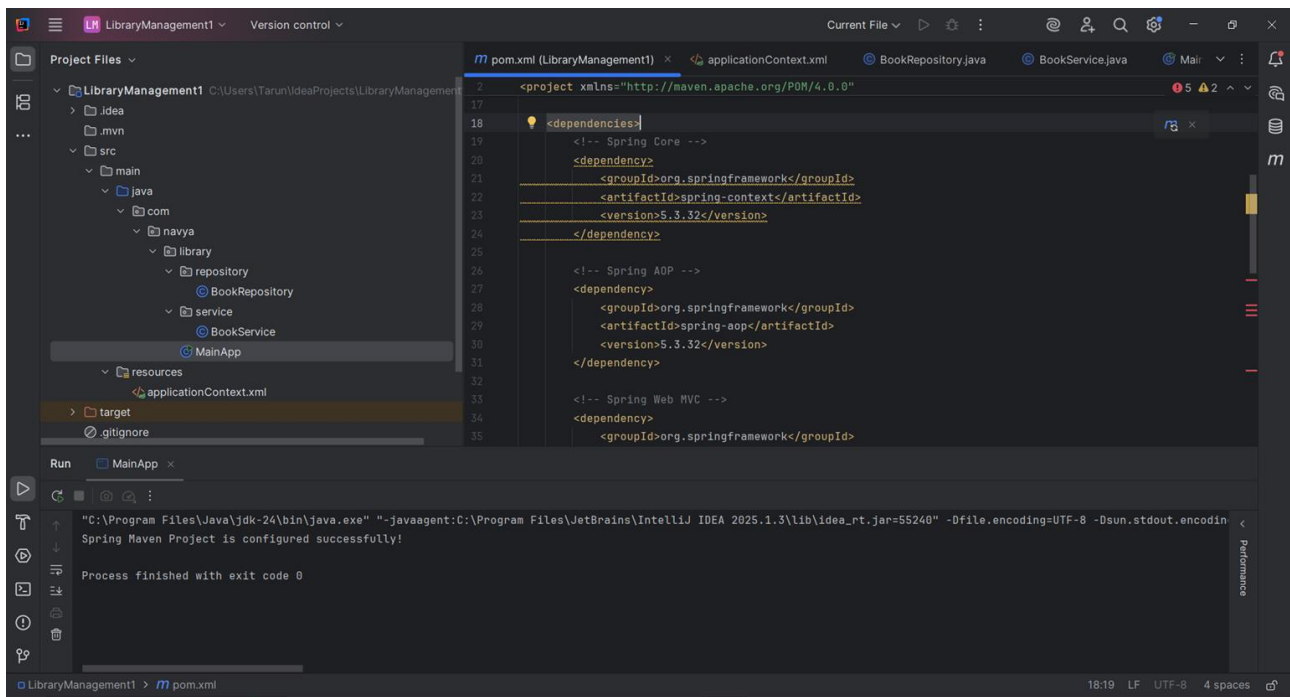 LM LibraryManagement1 Version control Current File
Project Files
LibraryManagement1 C:\Users\Tarun\IdeaProjects\LibraryManagement
.idea
.mvn
src
main
java
com
navya
library
repository
BookRepository
service
BookService
MainApp
resources
applicationContext.xml
target
.gitignore
m pom.xml (LibraryManagement1) applicationContext.xml BookRepository.java BookService.java Mair
2 <project xmlns="http://maven.apache.org/POM/4.0.0" 5 2
17
18 <dependencies>
19 <!-- Spring Core -->
20 <dependency>
21 <groupId>org.springframework</groupId>
22 <artifactId>spring-context</artifactId>
23 <version>5.3.32</version>
24 </dependency>
25
26 <!-- Spring AOP -->
27 <dependency>
28 <groupId>org.springframework</groupId>
29 <artifactId>spring-aop</artifactId>
30 <version>5.3.32</version>
31 </dependency>
32
33 <!-- Spring Web MVC -->
34 <dependency>
35 <groupId>org.springframework</groupId>
Run MainApp
"C:\Program Files\Java\jdk-24\bin\java.exe" "-javaagent:C:\Program Files\JetBrains\IntelliJ IDEA 2025.1.3\lib\idea_rt.jar=55240" -Dfile.encoding=UTF-8 -Dsun.stdout.encodin
Spring Maven Project is configured successfully!
Process finished with exit code 0
Performance
LibraryManagement1 > m pom.xml 18:19 LF UTF-8 4 spaces